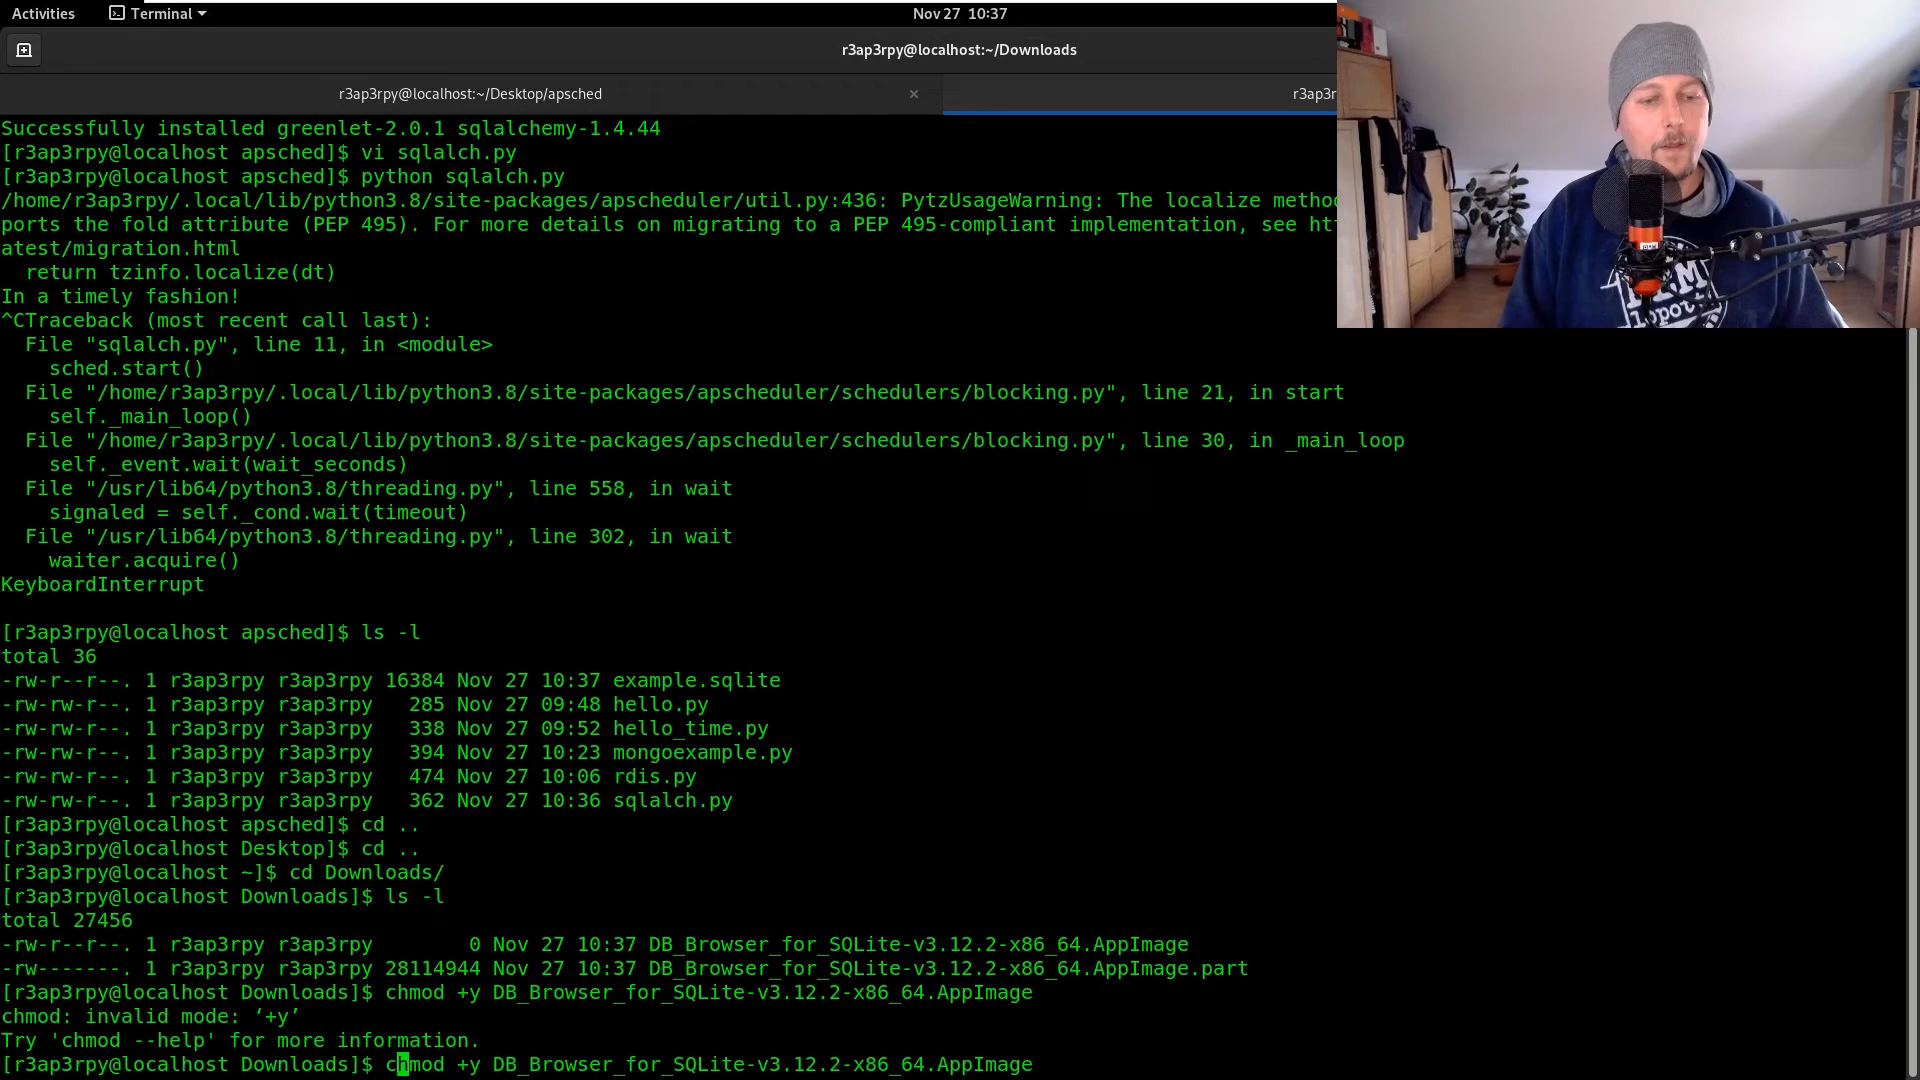 Activities
Terminal
Nov 27 10:37
r3ap3rpy@localhost:~/Downloads
r3ap3rpy@localhost:~/Desktop/apsched
×
r3ap3r
Successfully installed greenlet-2.0.1 sqlalchemy-1.4.44
[r3ap3rpy@localhost apsched]$ vi sqlalch.py
[r3ap3rpy@localhost apsched]$ python sqlalch.py
/home/r3ap3rpy/.local/lib/python3.8/site-packages/apscheduler/util.py:436: PytzUsageWarning: The localize metho
ports the fold attribute (PEP 495). For more details on migrating to a PEP 495-compliant implementation, see ht
atest/migration.html
  return tzinfo.localize(dt)
In a timely fashion!
^CTraceback (most recent call last):
  File "sqlalch.py", line 11, in <module>
    sched.start()
  File "/home/r3ap3rpy/.local/lib/python3.8/site-packages/apscheduler/schedulers/blocking.py", line 21, in start
    self._main_loop()
  File "/home/r3ap3rpy/.local/lib/python3.8/site-packages/apscheduler/schedulers/blocking.py", line 30, in _main_loop
    self._event.wait(wait_seconds)
  File "/usr/lib64/python3.8/threading.py", line 558, in wait
    signaled = self._cond.wait(timeout)
  File "/usr/lib64/python3.8/threading.py", line 302, in wait
    waiter.acquire()
KeyboardInterrupt
[r3ap3rpy@localhost apsched]$ ls -l
total 36
-rw-r--r--. 1 r3ap3rpy r3ap3rpy 16384 Nov 27 10:37 example.sqlite
-rw-rw-r--. 1 r3ap3rpy r3ap3rpy   285 Nov 27 09:48 hello.py
-rw-rw-r--. 1 r3ap3rpy r3ap3rpy   338 Nov 27 09:52 hello_time.py
-rw-rw-r--. 1 r3ap3rpy r3ap3rpy   394 Nov 27 10:23 mongoexample.py
-rw-rw-r--. 1 r3ap3rpy r3ap3rpy   474 Nov 27 10:06 rdis.py
-rw-rw-r--. 1 r3ap3rpy r3ap3rpy   362 Nov 27 10:36 sqlalch.py
[r3ap3rpy@localhost apsched]$ cd ..
[r3ap3rpy@localhost Desktop]$ cd ..
[r3ap3rpy@localhost ~]$ cd Downloads/
[r3ap3rpy@localhost Downloads]$ ls -l
total 27456
-rw-r--r--. 1 r3ap3rpy r3ap3rpy        0 Nov 27 10:37 DB_Browser_for_SQLite-v3.12.2-x86_64.AppImage
-rw-------. 1 r3ap3rpy r3ap3rpy 28114944 Nov 27 10:37 DB_Browser_for_SQLite-v3.12.2-x86_64.AppImage.part
[r3ap3rpy@localhost Downloads]$ chmod +y DB_Browser_for_SQLite-v3.12.2-x86_64.AppImage
chmod: invalid mode: ‘+y’
Try 'chmod --help' for more information.
[r3ap3rpy@localhost Downloads]$ chmod +y DB_Browser_for_SQLite-v3.12.2-x86_64.AppImage